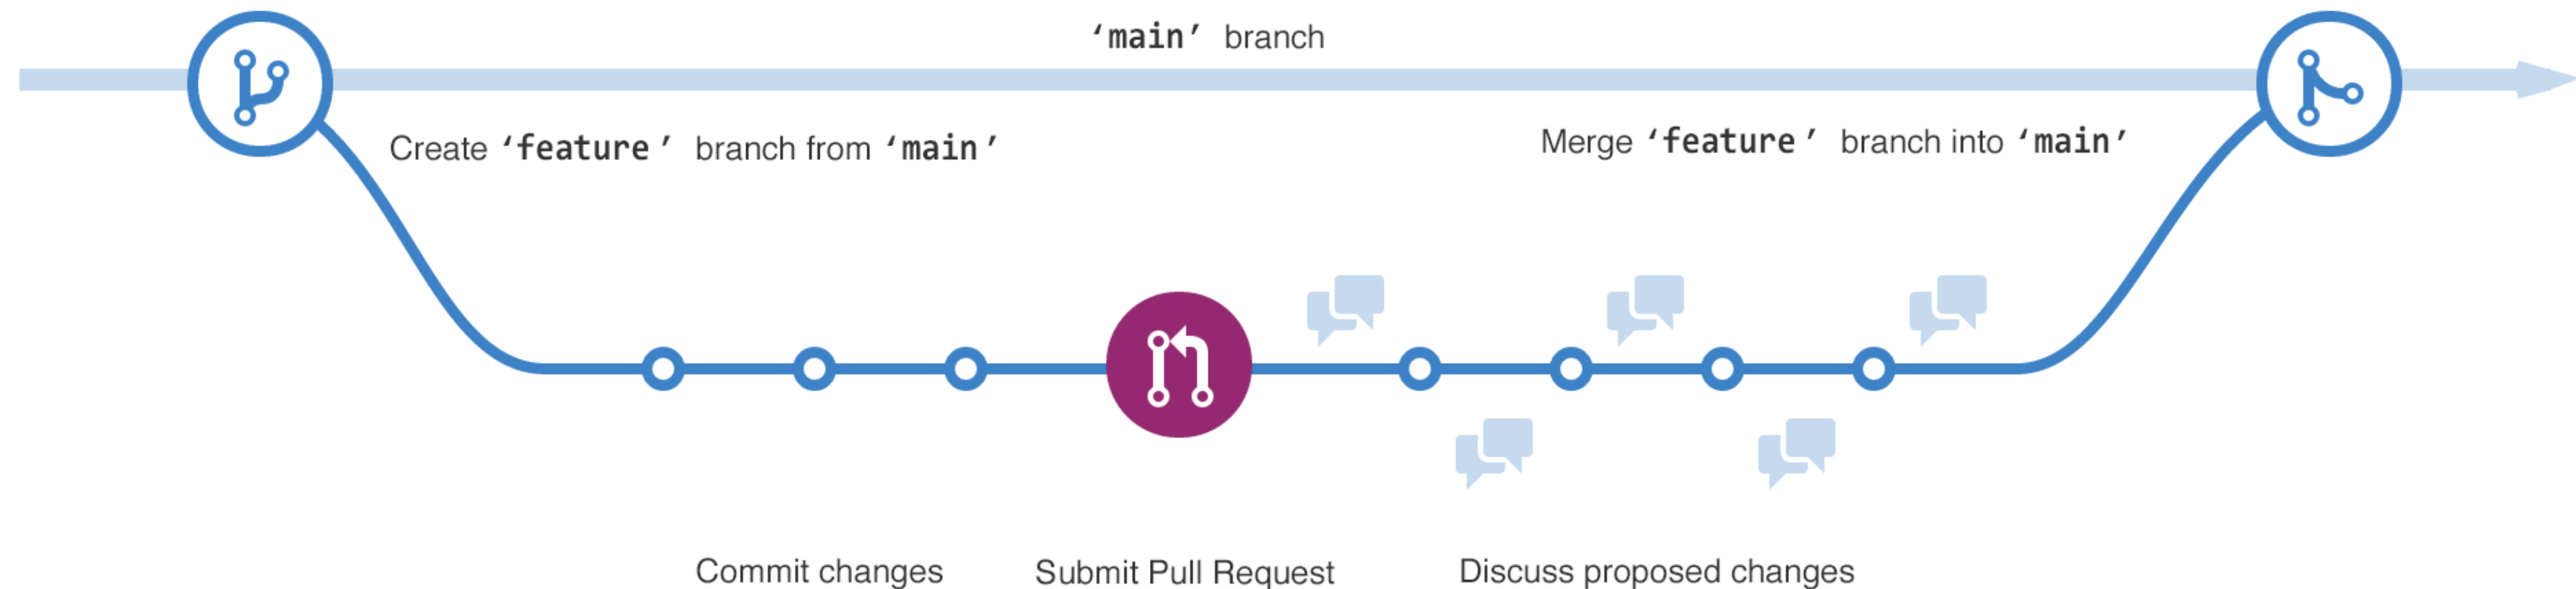 ‘main’ branch
Create ‘feature’ branch from ‘main’
Merge ‘feature’ branch into ‘main’
Commit changes
Submit Pull Request
Discuss proposed changes